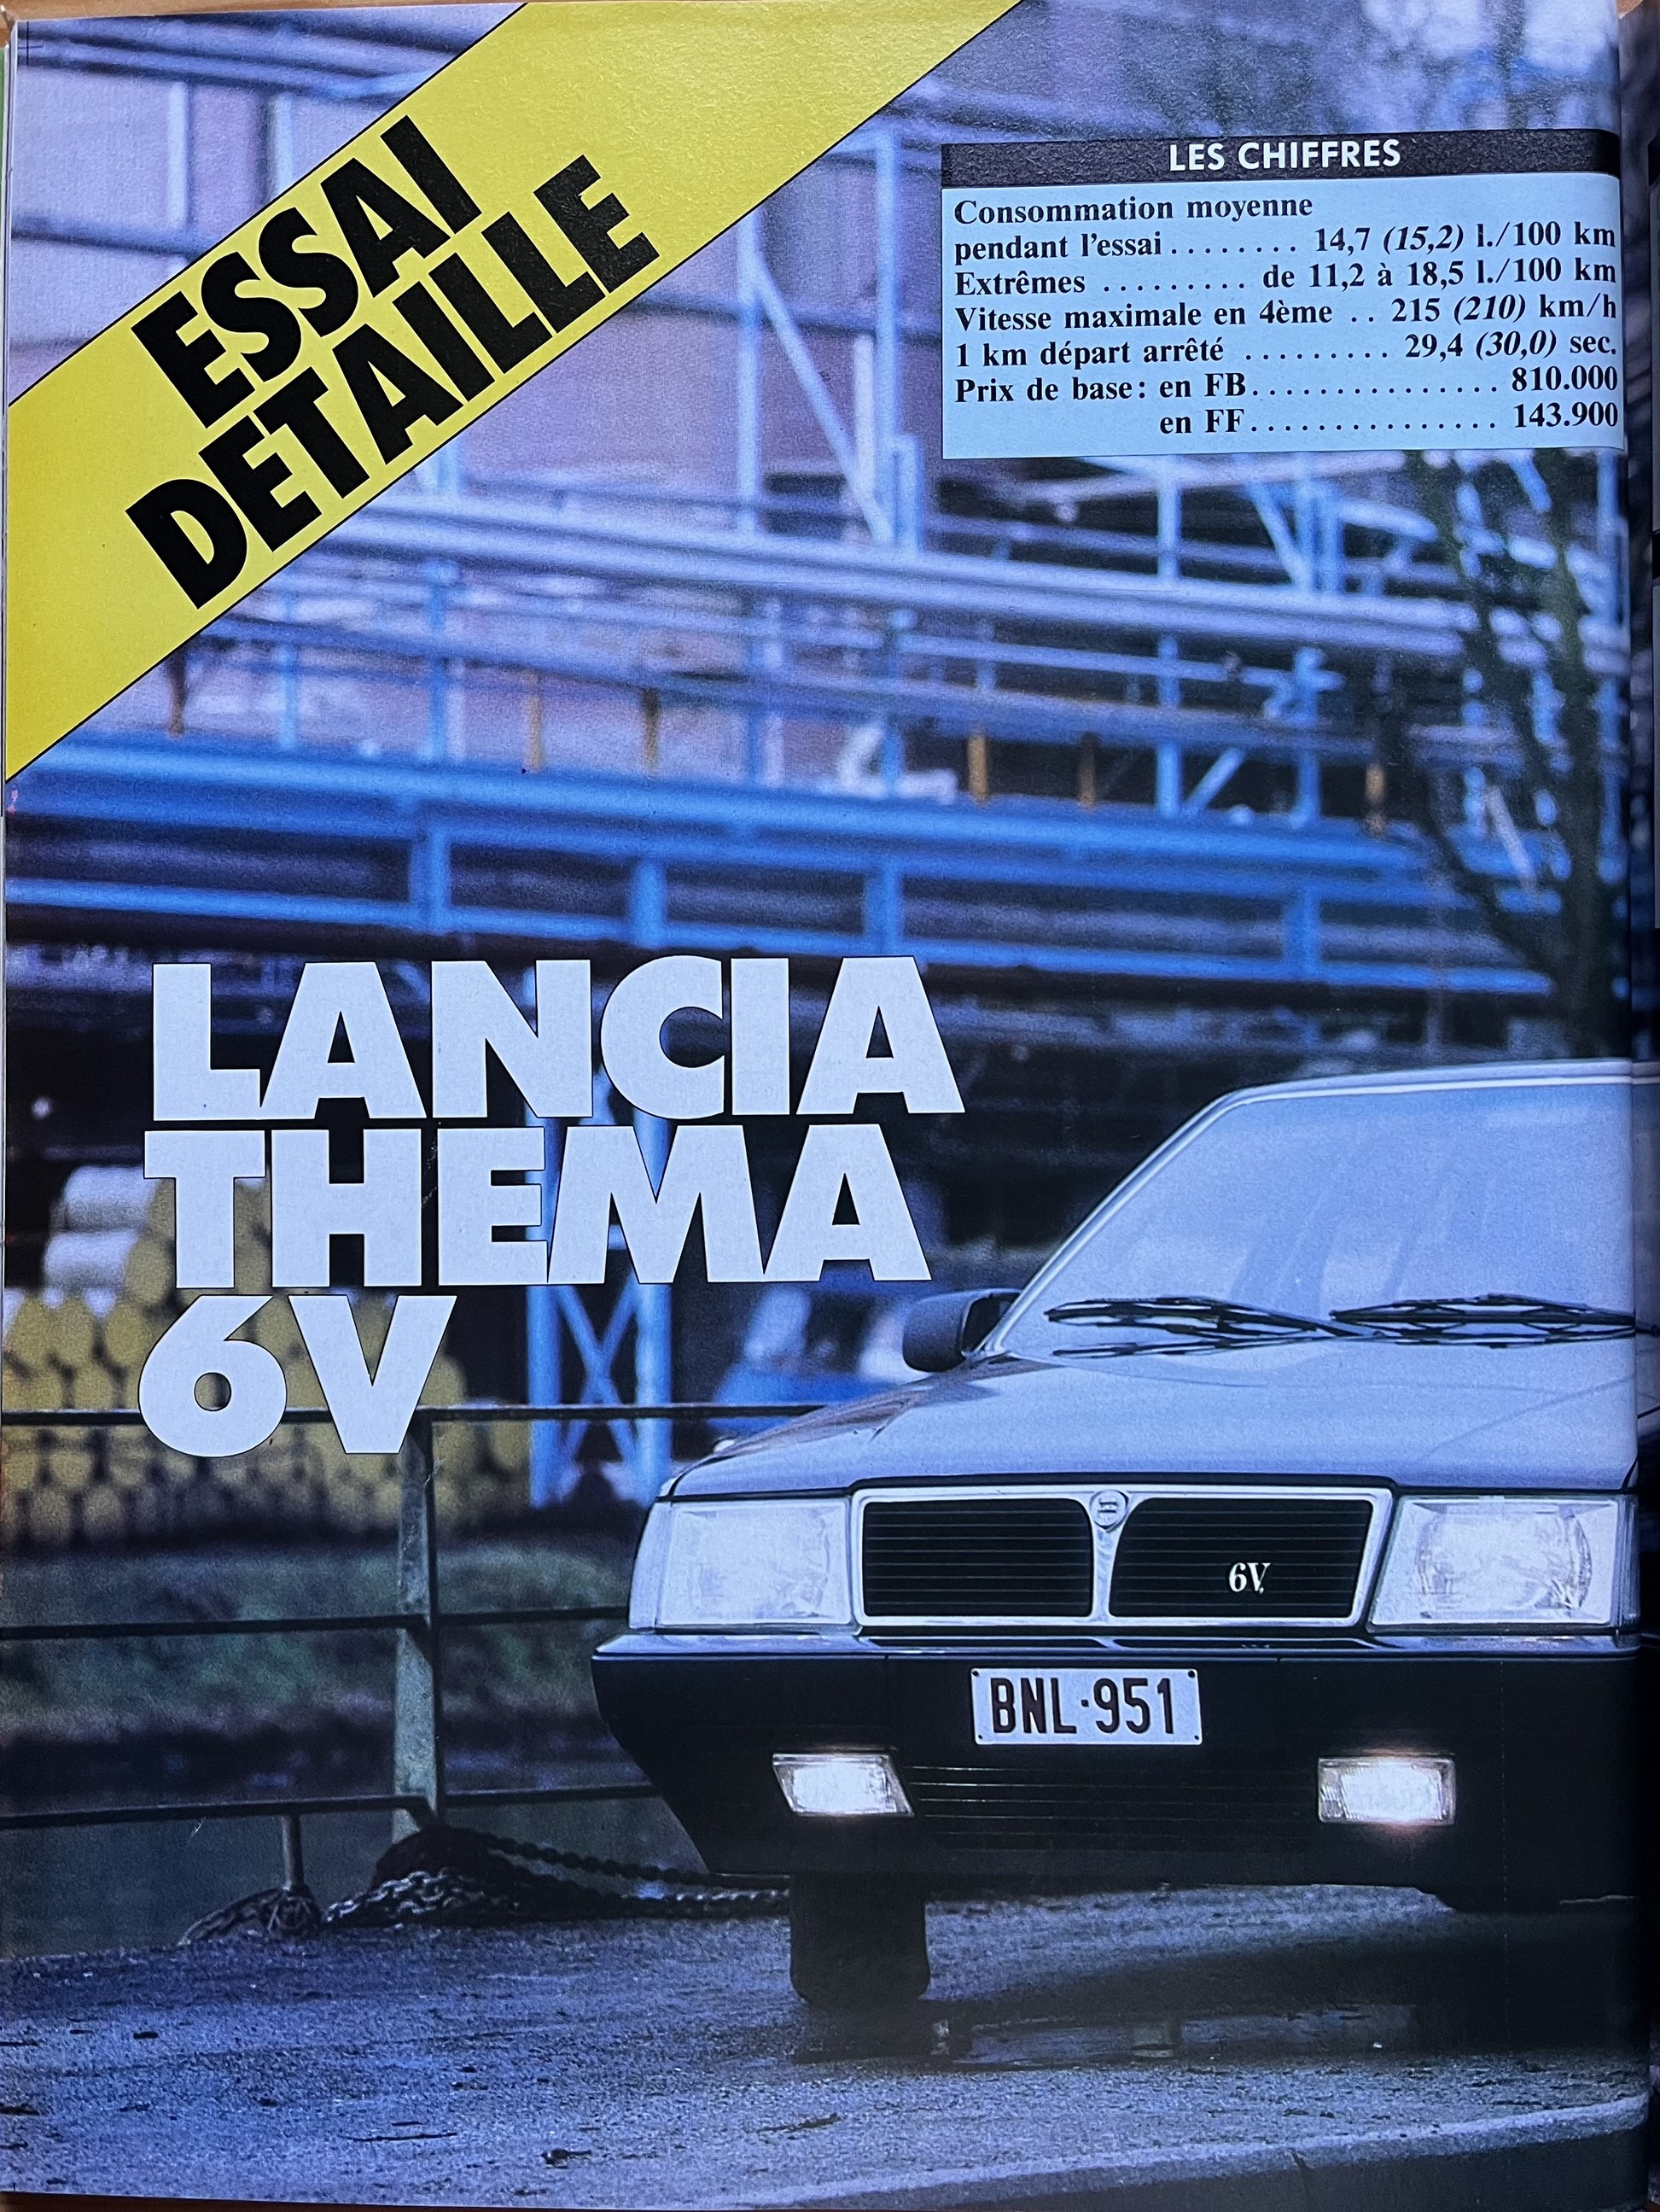 ESSAI
DETAILLE
LES CHIFFRES
Consommation moyenne
pendant l'essai........ 14,7 (15,2) l./100 km
Extrêmes ......... de 11,2 à 18,5 l./100 km
Vitesse maximale en 4ème .. 215 (210) km/h
1 km départ arrêté ......... 29,4 (30,0) sec.
Prix de base: en FB............... 810.000
en FF............... 143.900
LANCIA
THEMA
6V
6V
BNL·951